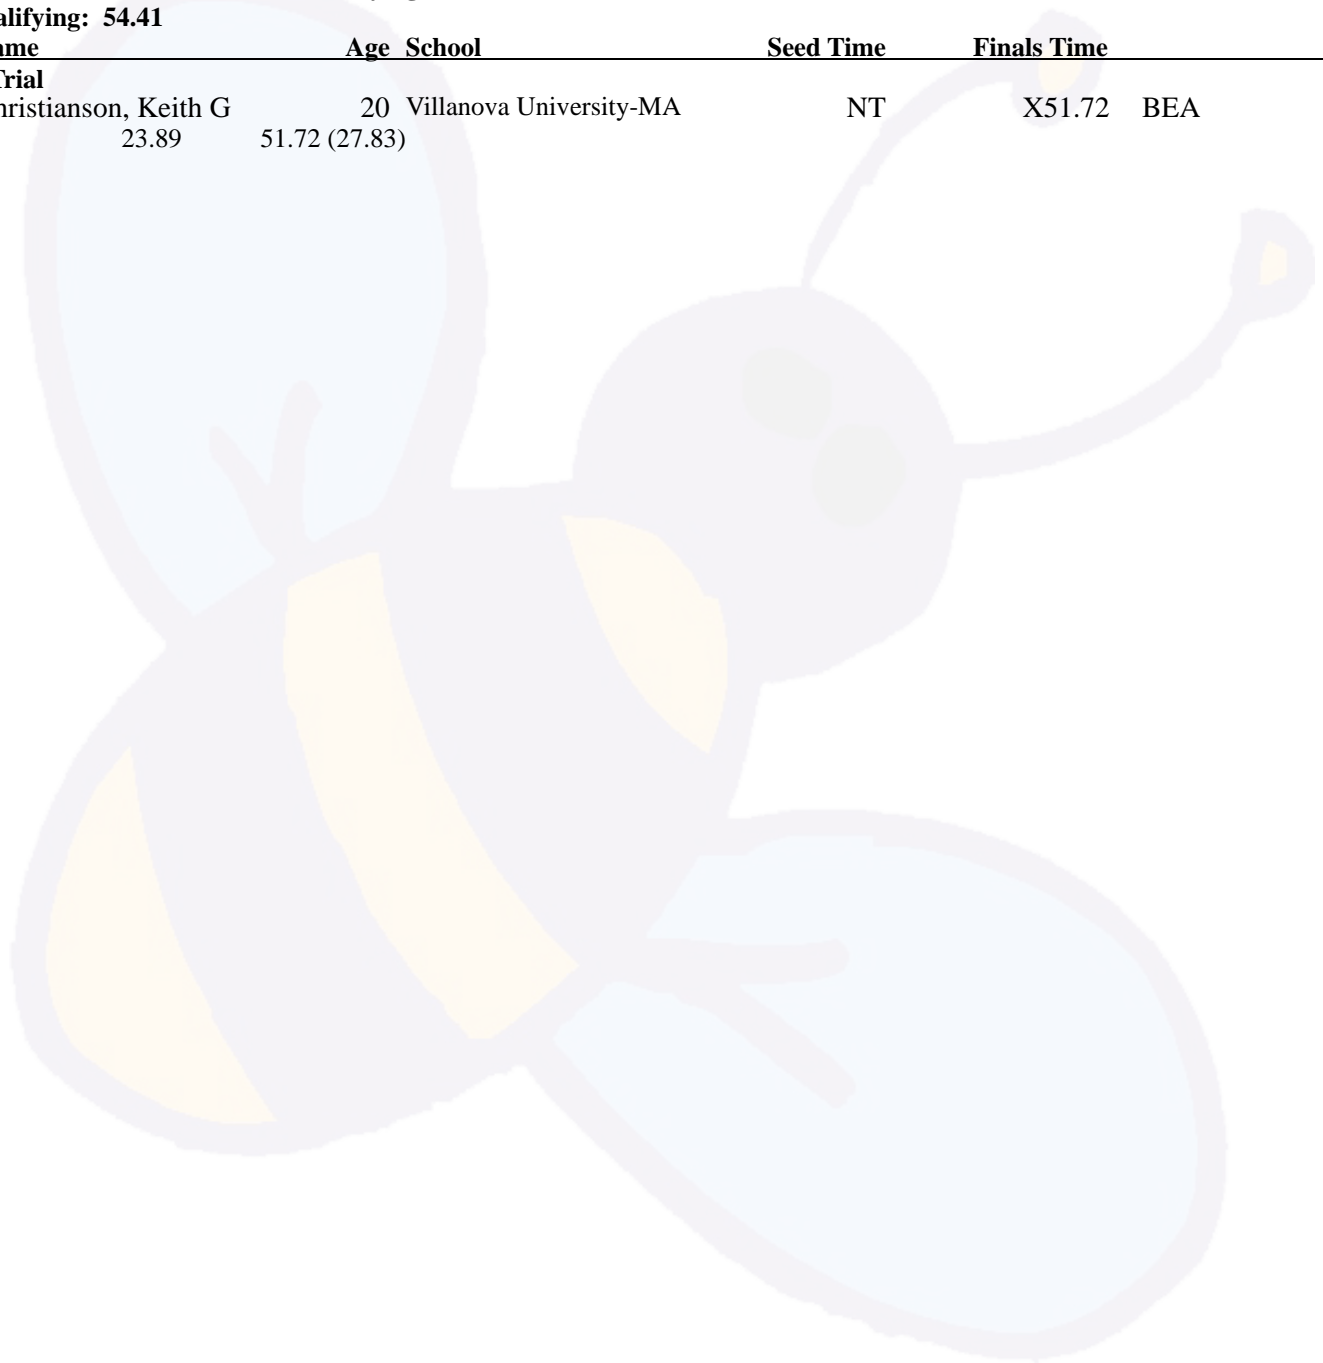 alifying: 54.41
ame Age School Seed Time Finals Time
Trial
hristianson, Keith G 20 Villanova University-MA NT X51.72 BEA
23.89 51.72 (27.83)